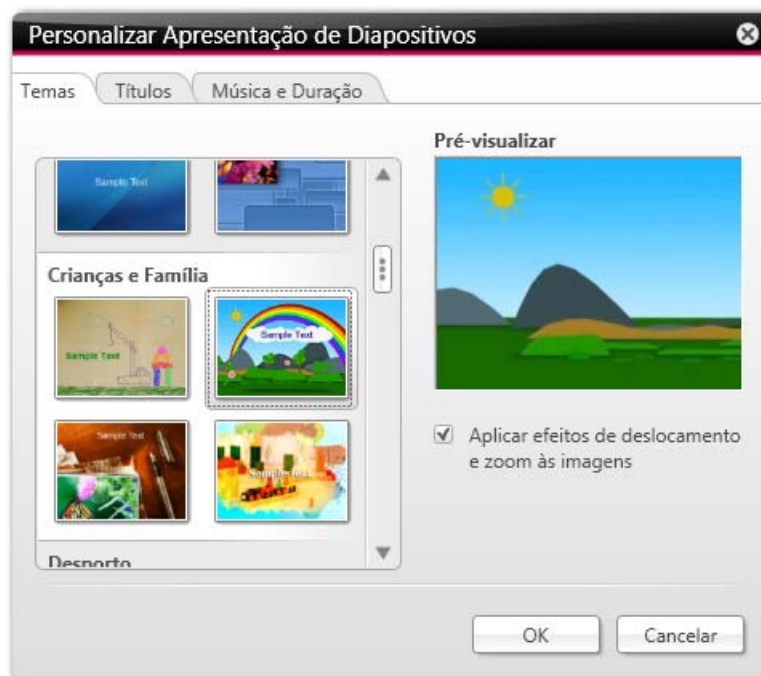 Personalizar Apresentação de Diapositivos
Temas
Títulos
Música e Duração
Pré-visualizar
Sample Text
Crianças e Família
Sample Text
Sample Text
Sample Text
Sample Text
Aplicar efeitos de deslocamento
e zoom às imagens
Desporto
OK
Cancelar